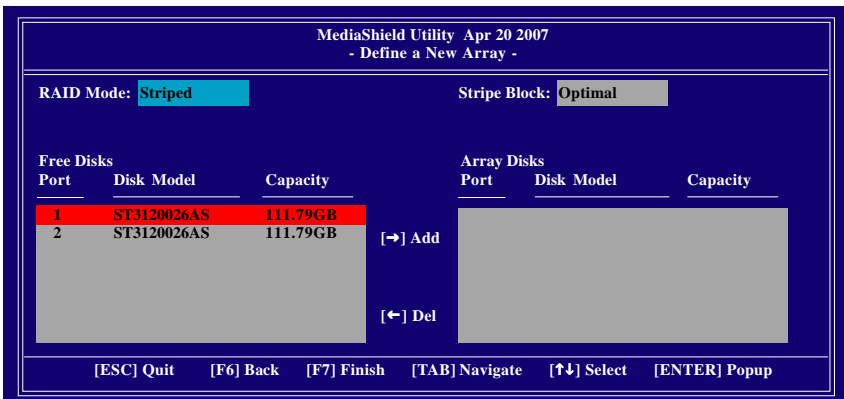 MediaShield Utility Apr 20 2007
- Define a New Array -
RAID Mode: Striped
Stripe Block: Optimal
Free Disks
Port Disk Model Capacity
1 ST3120026AS 111.79GB
2 ST3120026AS 111.79GB
[→] Add
[←] Del
Array Disks
Port Disk Model Capacity
[ESC] Quit [F6] Back [F7] Finish [TAB] Navigate [↑↓] Select [ENTER] Popup